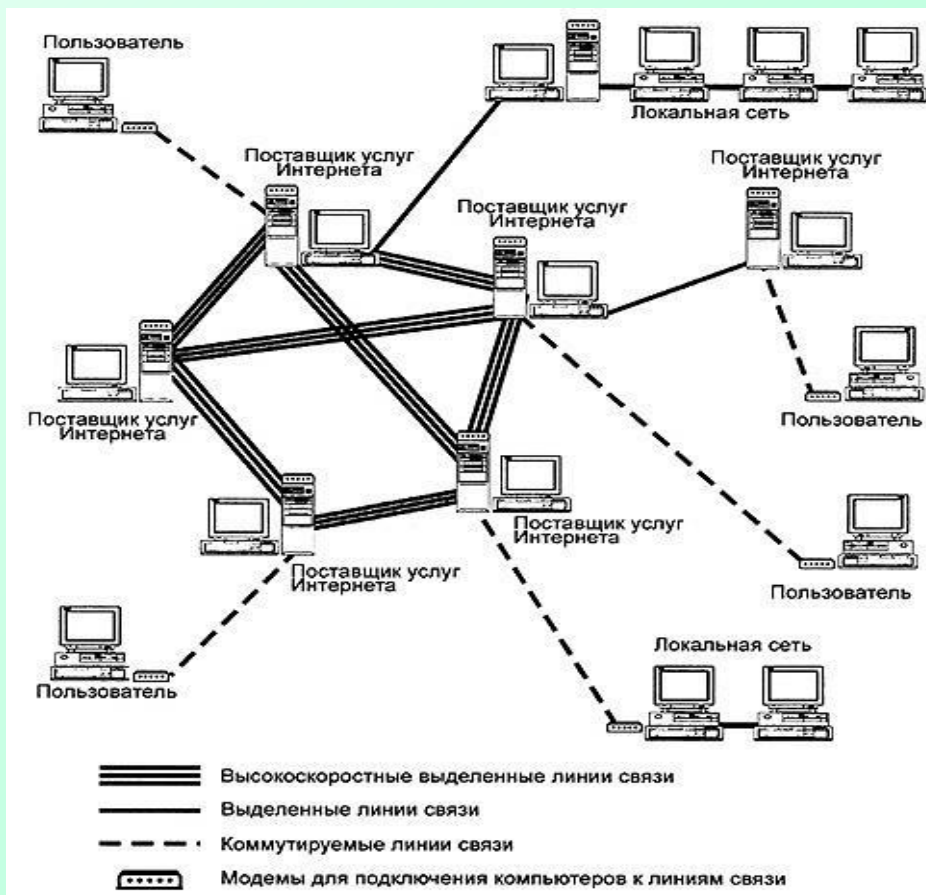 Пользователь
Локальная сеть
Поставщик услуг
Интернета
Поставщик услуг
Интернета
Поставщик услуг
Интернета
Поставщик услуг
Интернета
Пользователь
Поставщик услуг
Интернета
Поставщик услуг
Интернета
Пользователь
Пользователь
Локальная сеть
Высокоскоростные выделенные линии связи
Выделенные линии связи
Коммутируемые линии связи
Модемы для подключения компьютеров к линиям связи